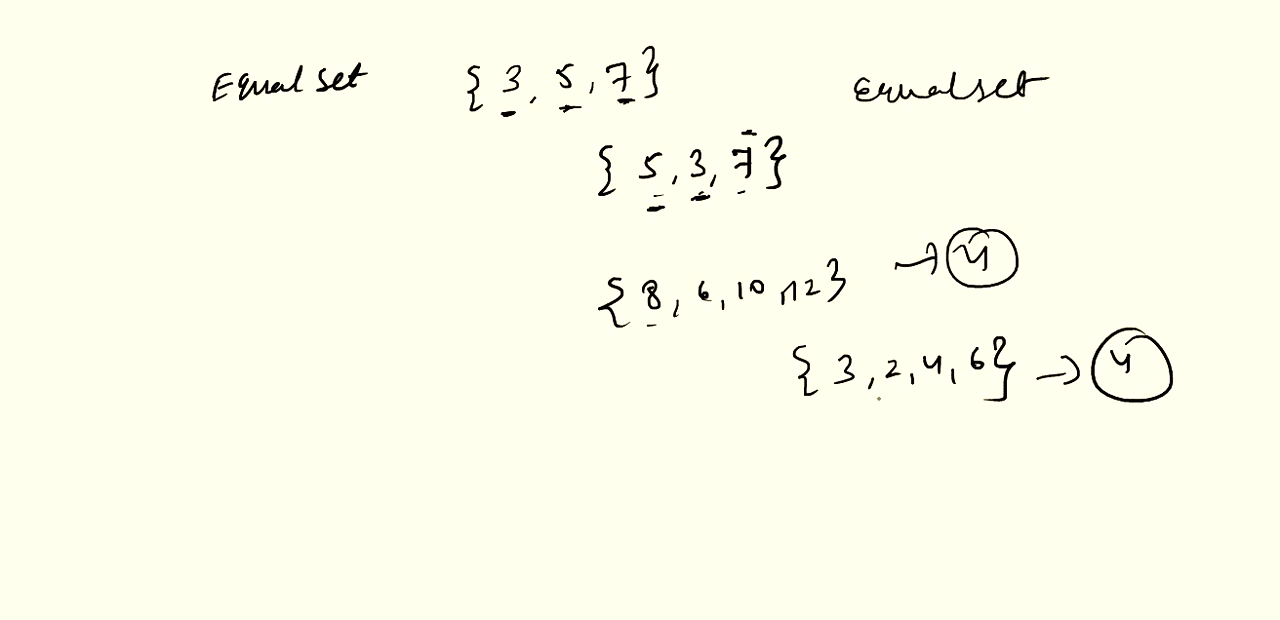 Equal set {3, 5, 7} Equal set
{5, 3, 7}
{8, 6, 10, 12} → 4
{3, 2, 4, 6} → 4